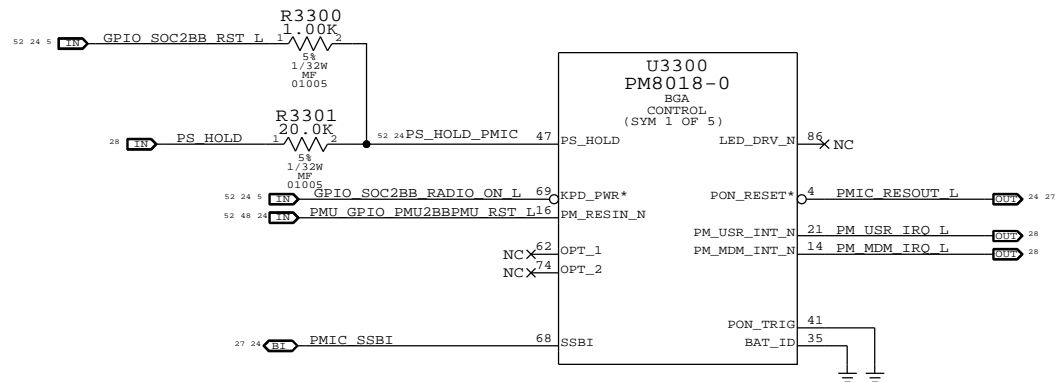 R3300
1.00K
52 24 5 IN GPIO_SOC2BB_RST_L 1 2
5%
1/32W
MF
01005
R3301
20.0K
28 IN PS_HOLD 1 2
5%
1/32W
MF
01005
52 24 PS_HOLD_PMIC 47 PS_HOLD
U3300
PM8018-0
BGA
CONTROL
(SYM 1 OF 5)
LED_DRV_N 86 NC
52 24 5 IN GPIO_SOC2BB_RADIO_ON_L 69 KPD_PWR*
PON_RESET* 4 PMIC_RESOUT_L OUT 24 27
52 48 24 IN PMU_GPIO_PMU2BBPMU_RST_L 16 PM_RESIN_N
PM_USR_INT_N 21 PM_USR_IRQ_L OUT 28
NC 62 OPT_1
PM_MDM_INT_N 14 PM_MDM_IRQ_L OUT 28
NC 74 OPT_2
PON_TRIG 41
27 24 BI PMIC_SSBI 68 SSBI
BAT_ID 35